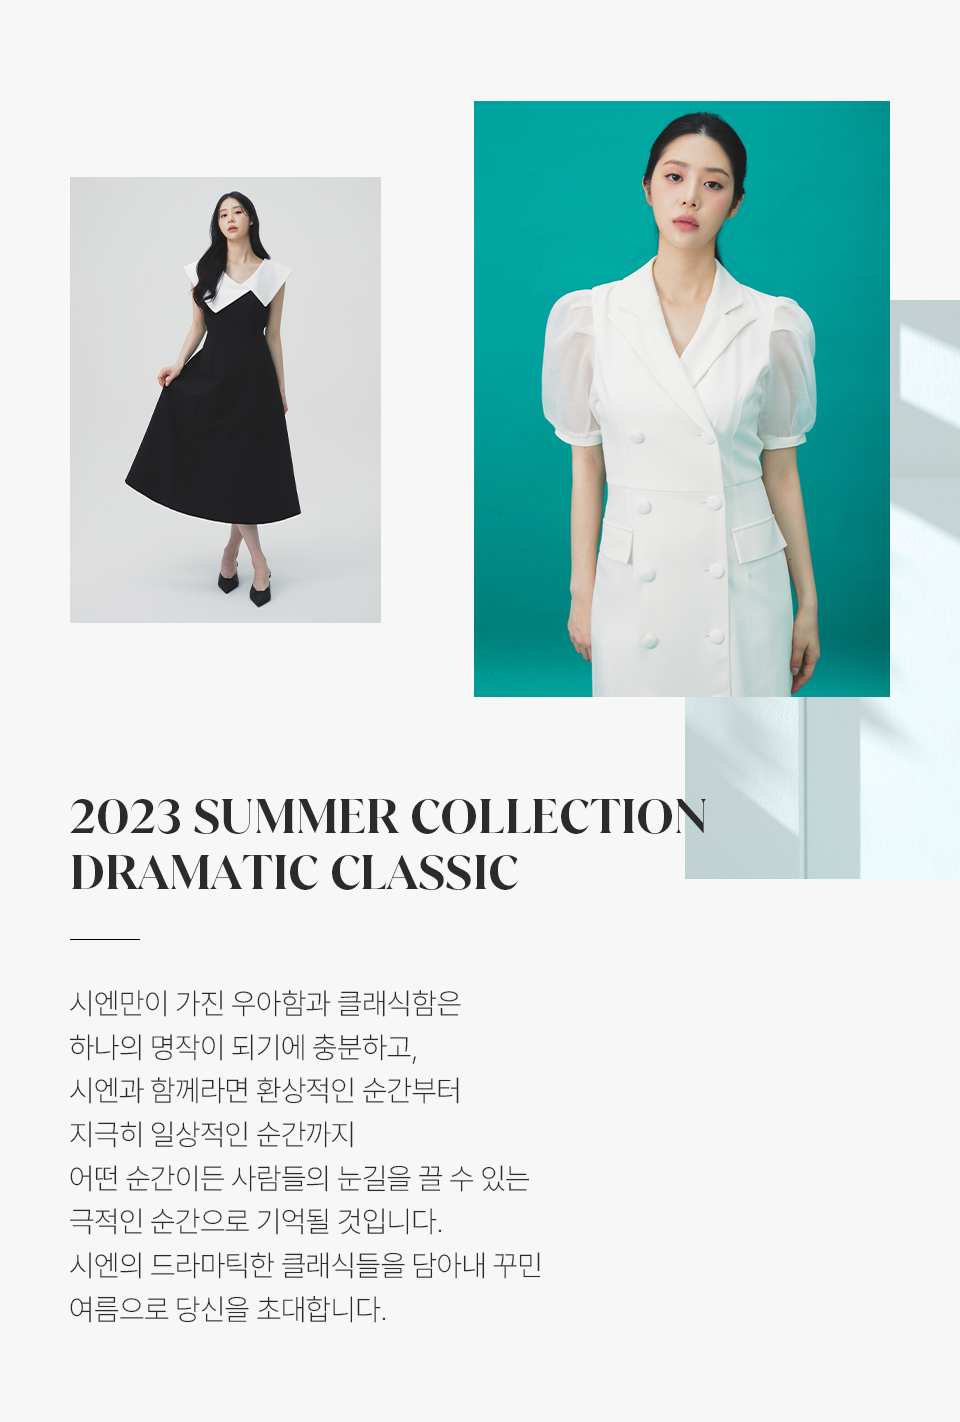 2023 SUMMER COLLECTION
DRAMATIC CLASSIC
시엔만이 가진 우아함과 클래식함은
하나의 명작이 되기에 충분하고,
시엔과 함께라면 환상적인 순간부터
지극히 일상적인 순간까지
어떤 순간이든 사람들의 눈길을 끌 수 있는
극적인 순간으로 기억될 것입니다.
시엔의 드라마틱한 클래식들을 담아내 꾸민
여름으로 당신을 초대합니다.